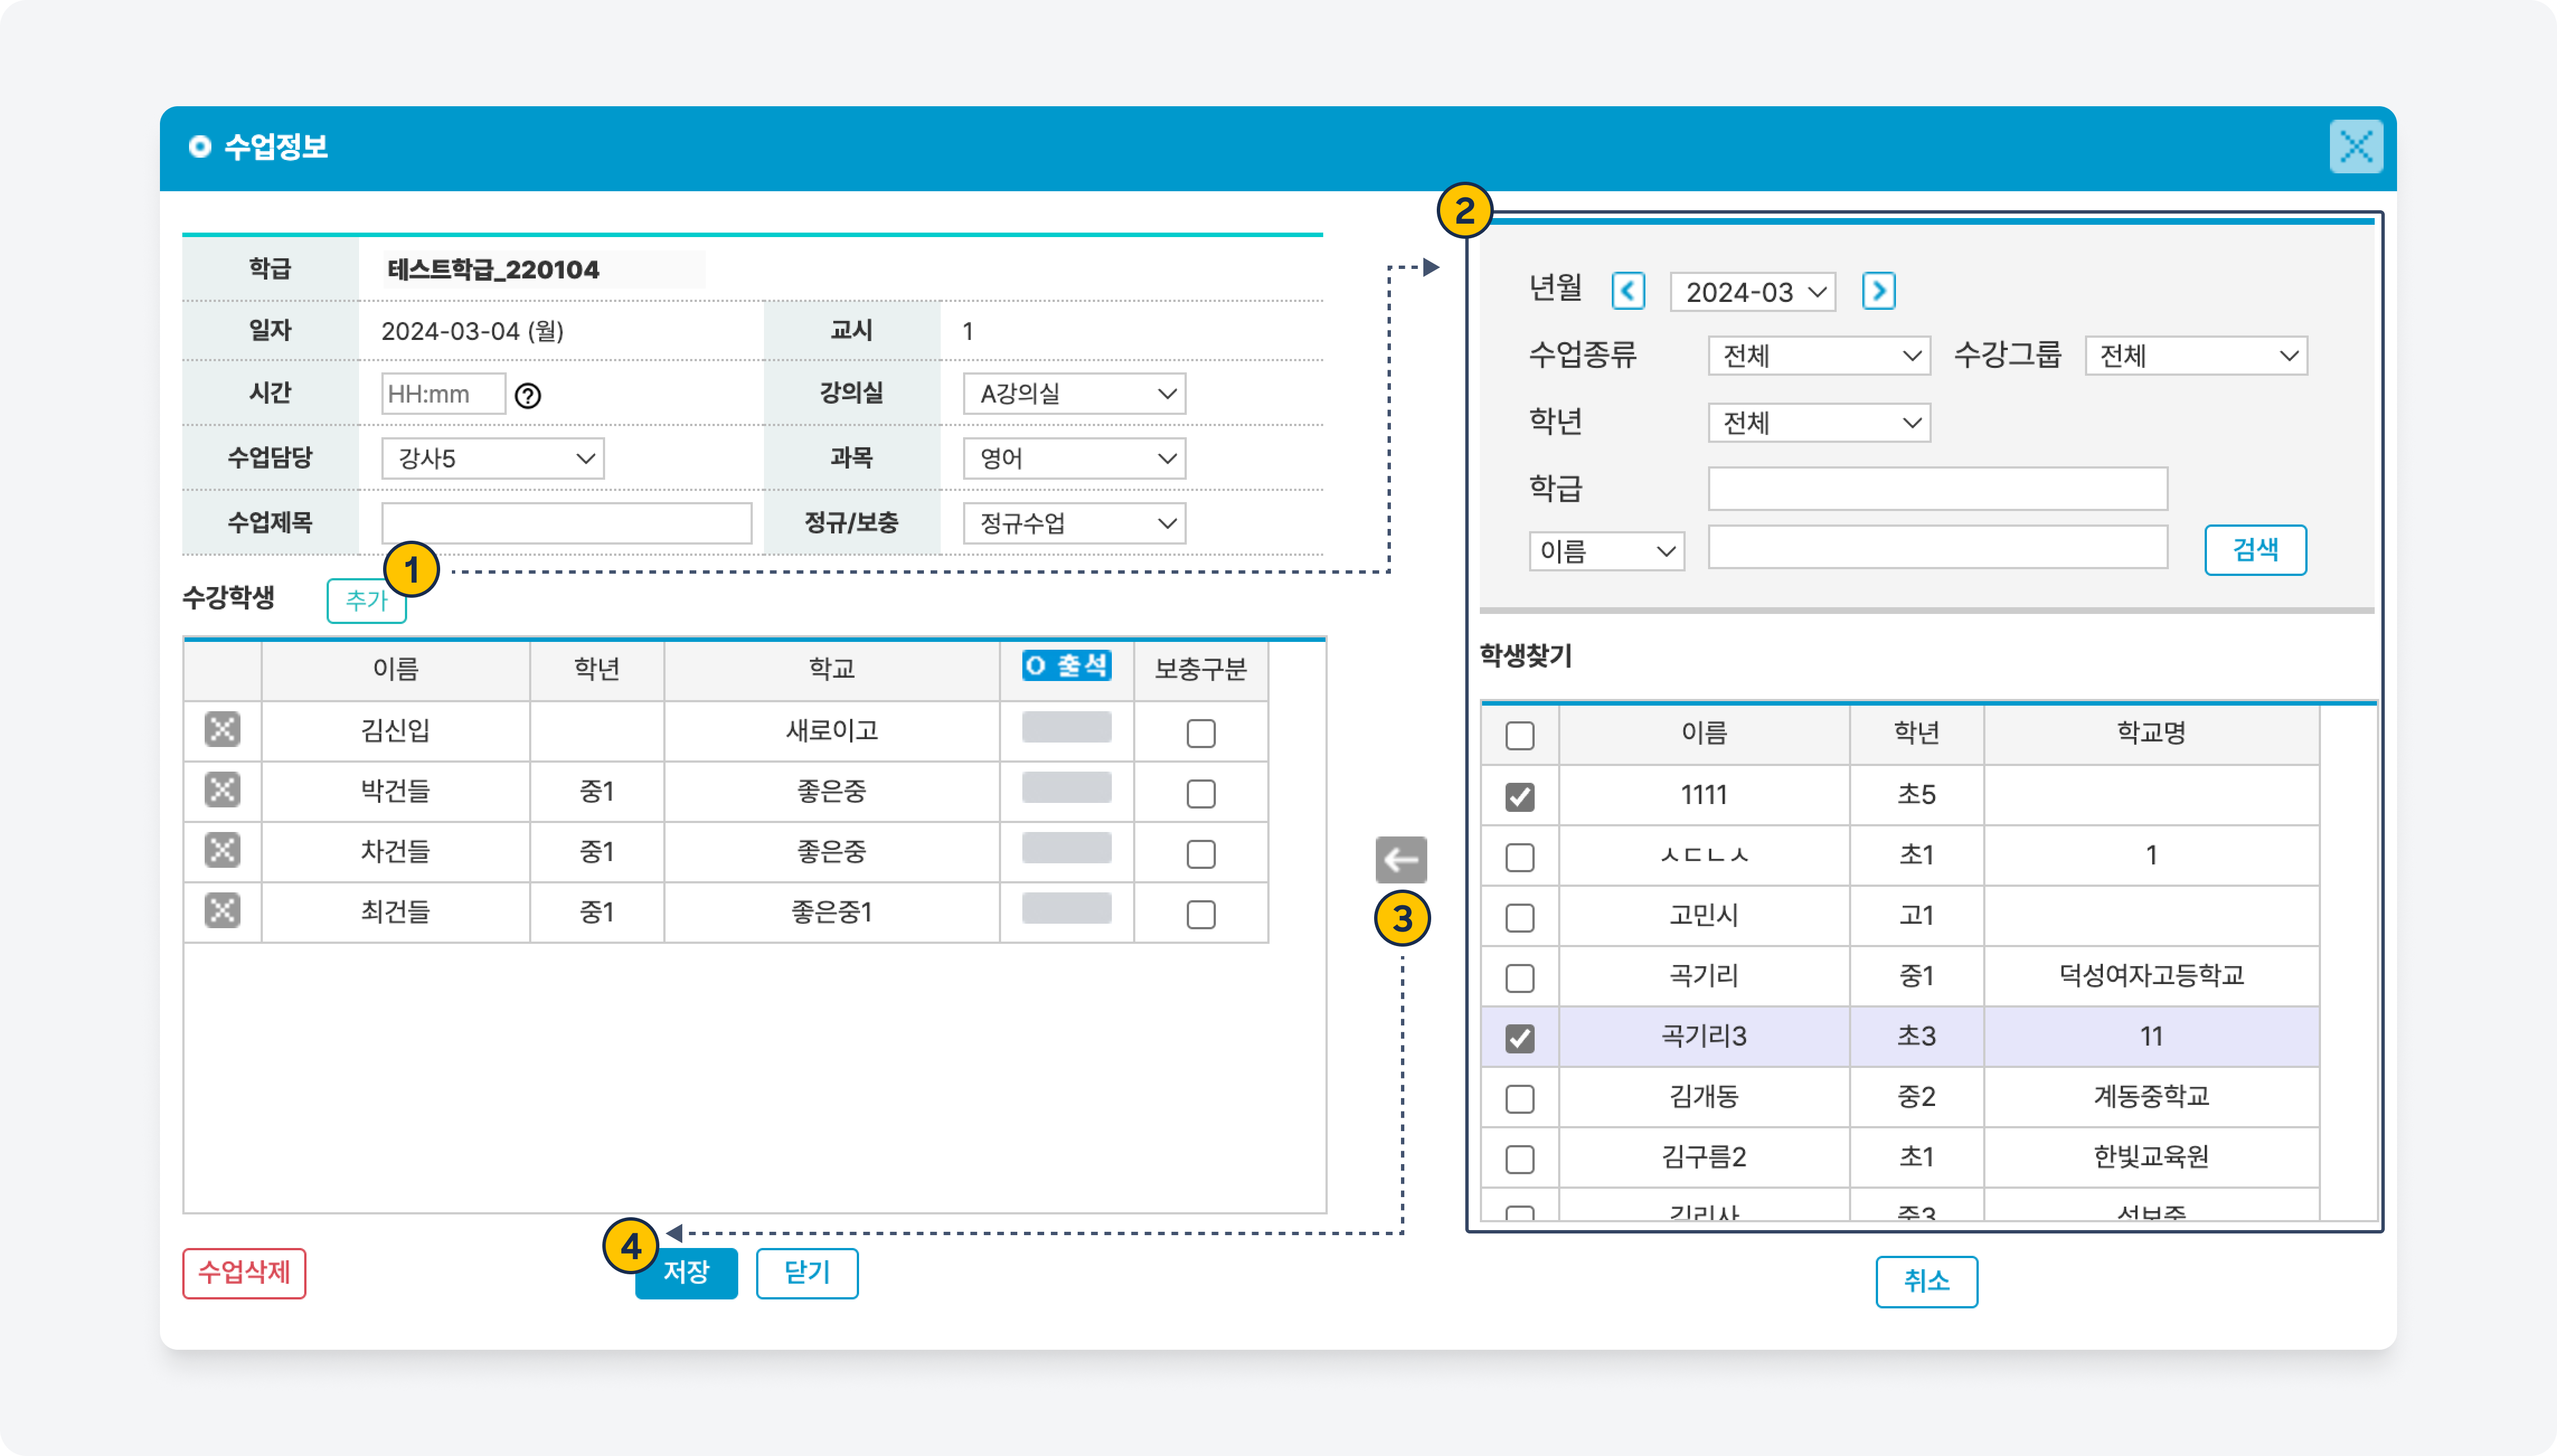 수업정보
학급 테스트학급_220104
일자 2024-03-04 (월) 교시 1
시간 HH:mm ? 강의실 A강의실
수업담당 강사5 과목 영어
수업제목 정규/보충 정규수업
1
수강학생 추가
이름 학년 학교 O 출석 보충구분
김신입 새로이고
박건들 중1 좋은중
차건들 중1 좋은중
최건들 중1 좋은중1
수업삭제
4
저장 닫기
3
2
년월 2024-03
수업종류 전체 수강그룹 전체
학년 전체
학급
이름 검색
학생찾기
이름 학년 학교명
1111 초5
ㅅㄷㄴㅅ 초1 1
고민시 고1
곡기리 중1 덕성여자고등학교
곡기리3 초3 11
김개동 중2 계동중학교
김구름2 초1 한빛교육원
중3
취소